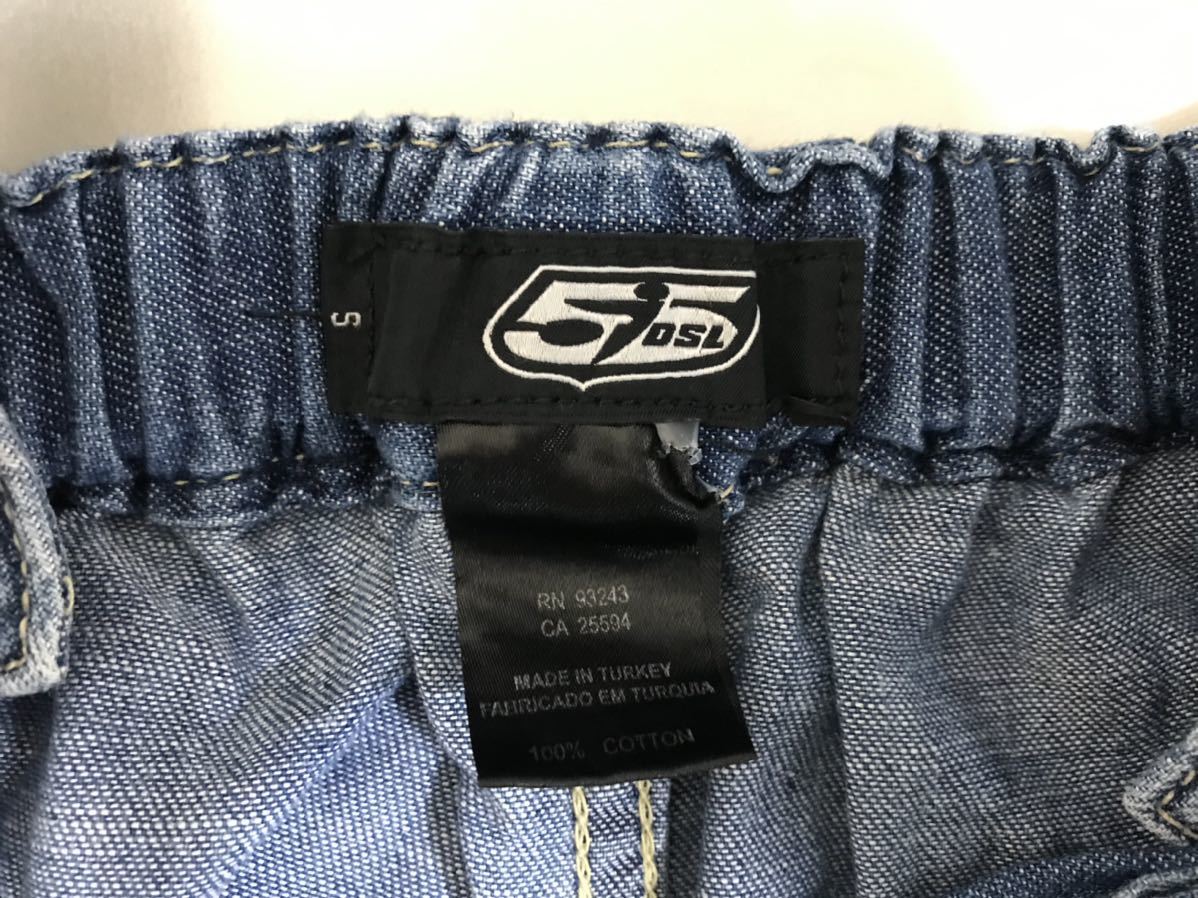 S
55
DSL
RN 93243
CA 25594
MADE IN TURKEY
FABRICADO EM TURQUIA
100% COTTON